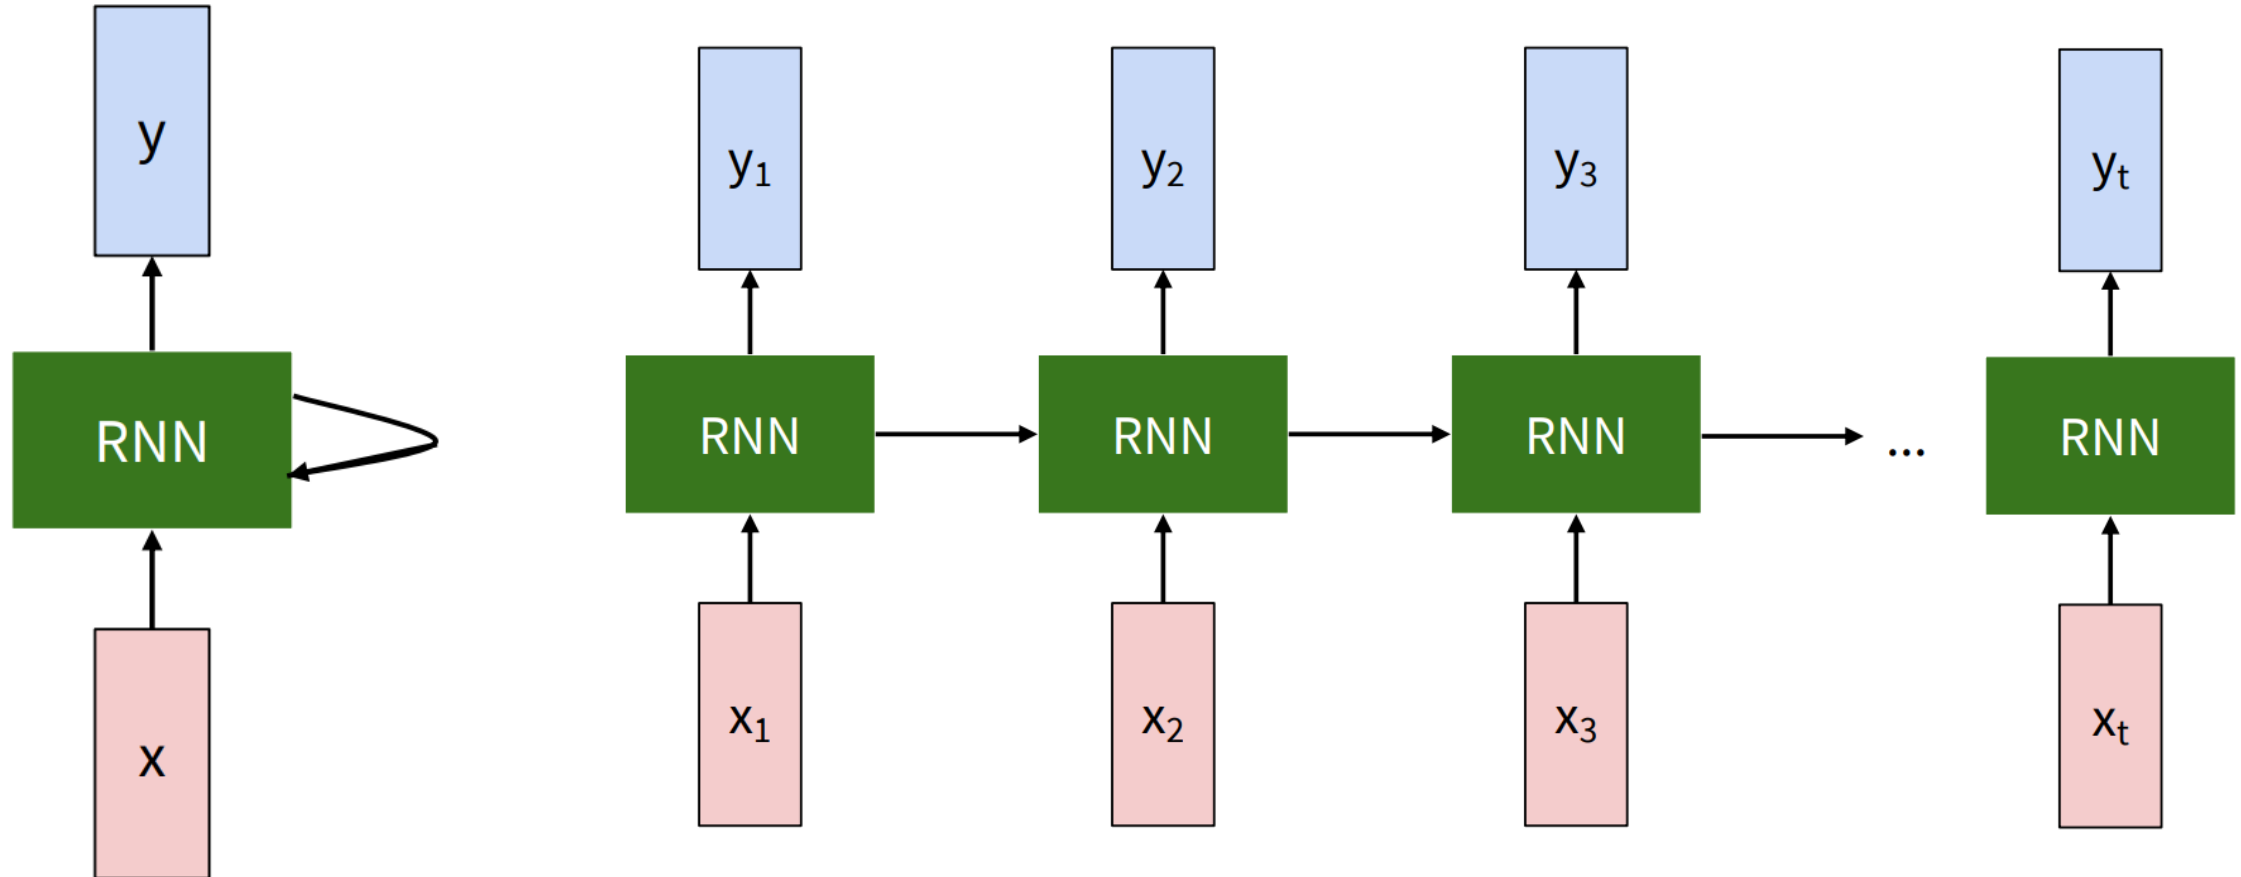 y
RNN
x
y₁ y₂ y₃ yₜ
RNN RNN RNN ... RNN
x₁ x₂ x₃ xₜ